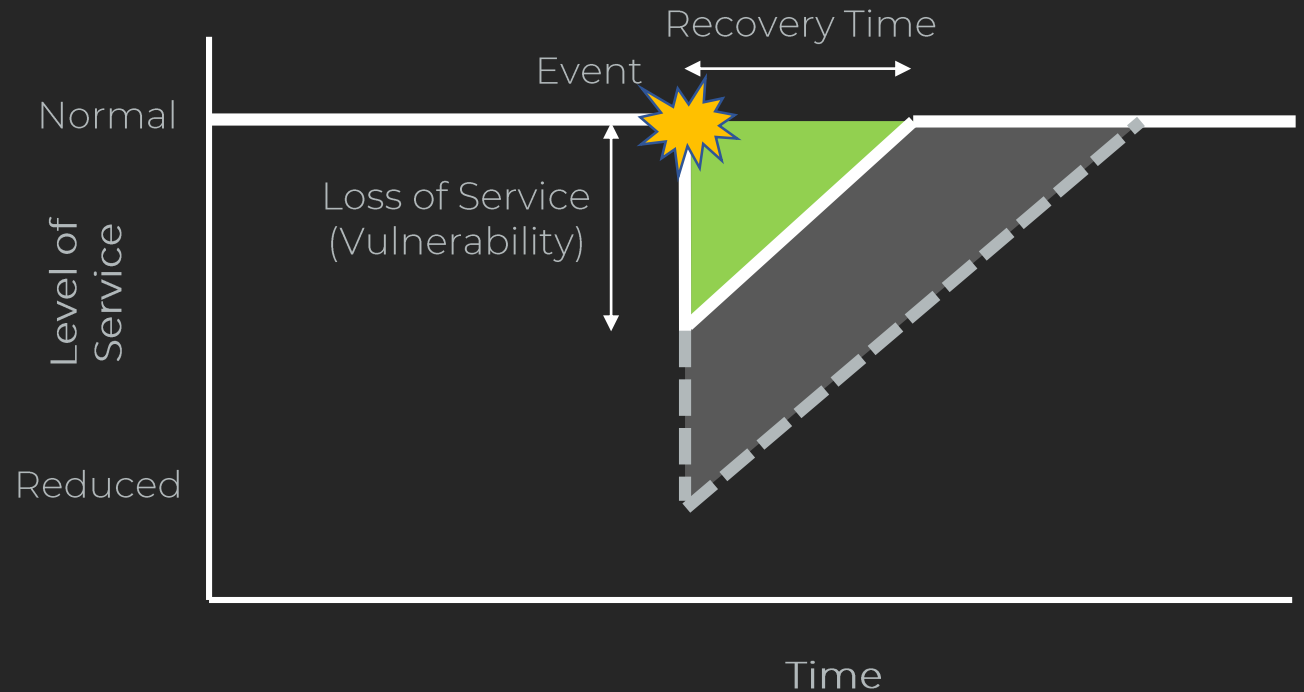 Recovery Time
Event
Normal
Loss of Service
(Vulnerability)
Level of
Service
Reduced
Time